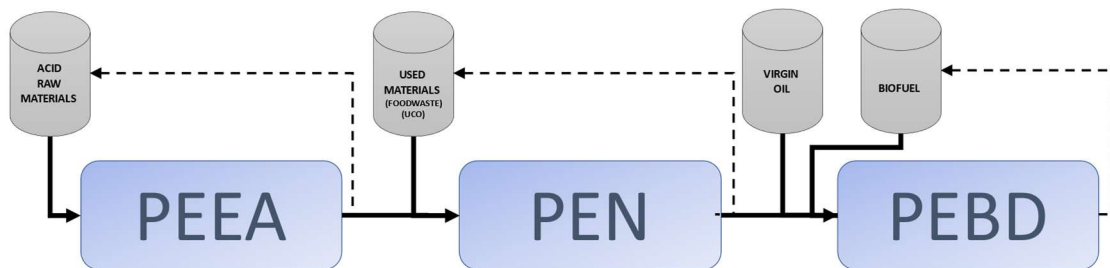 ACID
RAW
MATERIALS
USED
MATERIALS
(FOODWASTE)
(UCO)
VIRGIN
OIL
BIOFUEL
PEEA
PEN
PEBD